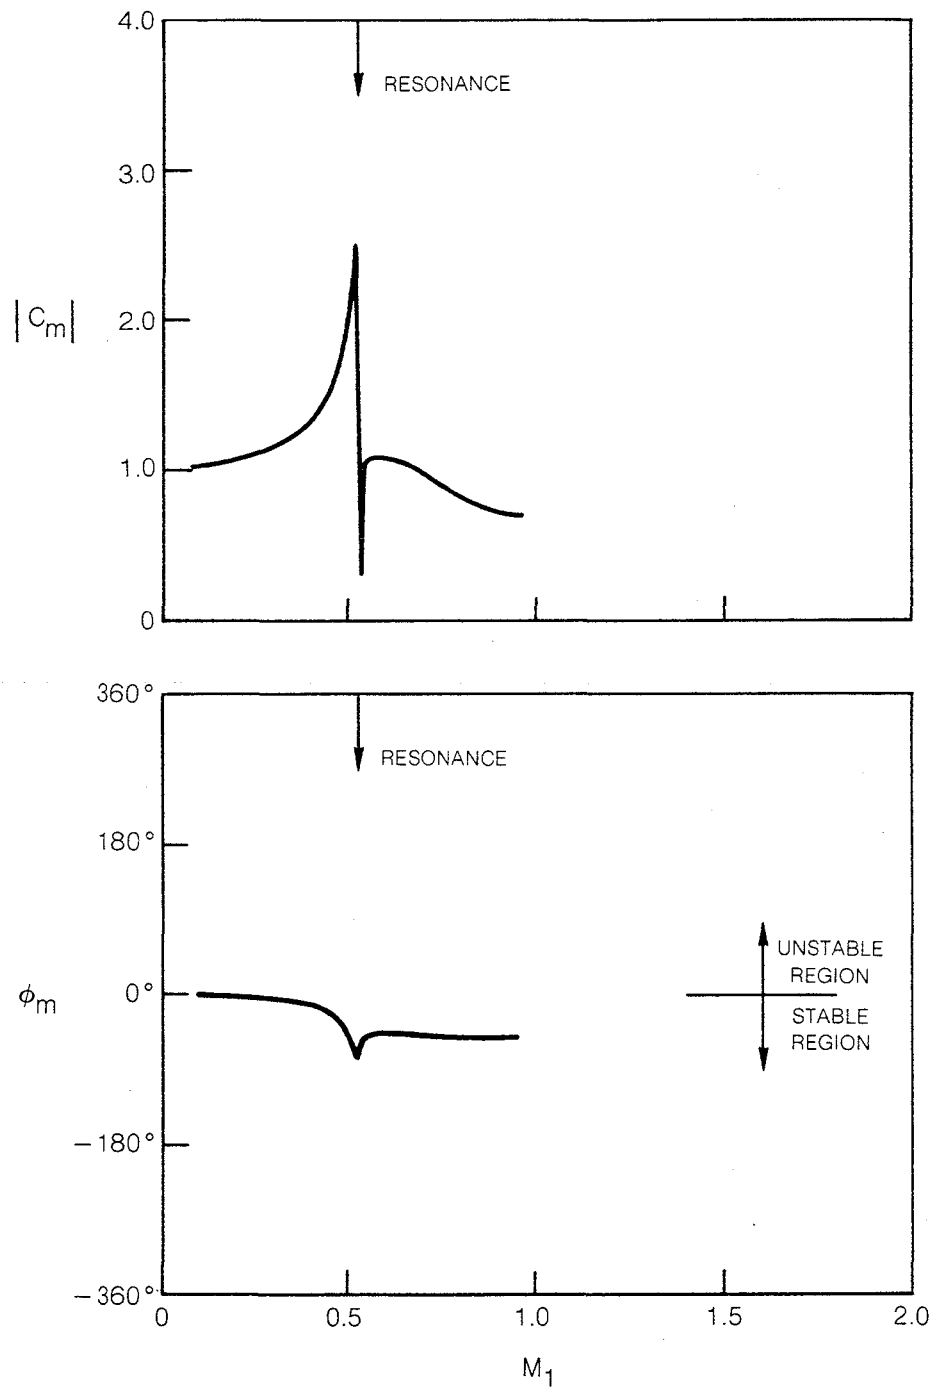 4.0
RESONANCE
3.0
|Cm|
2.0
1.0
0
360°
RESONANCE
180°
UNSTABLE
REGION
ϕm
0°
STABLE
REGION
−180°
−360°
0
0.5
1.0
1.5
2.0
M1